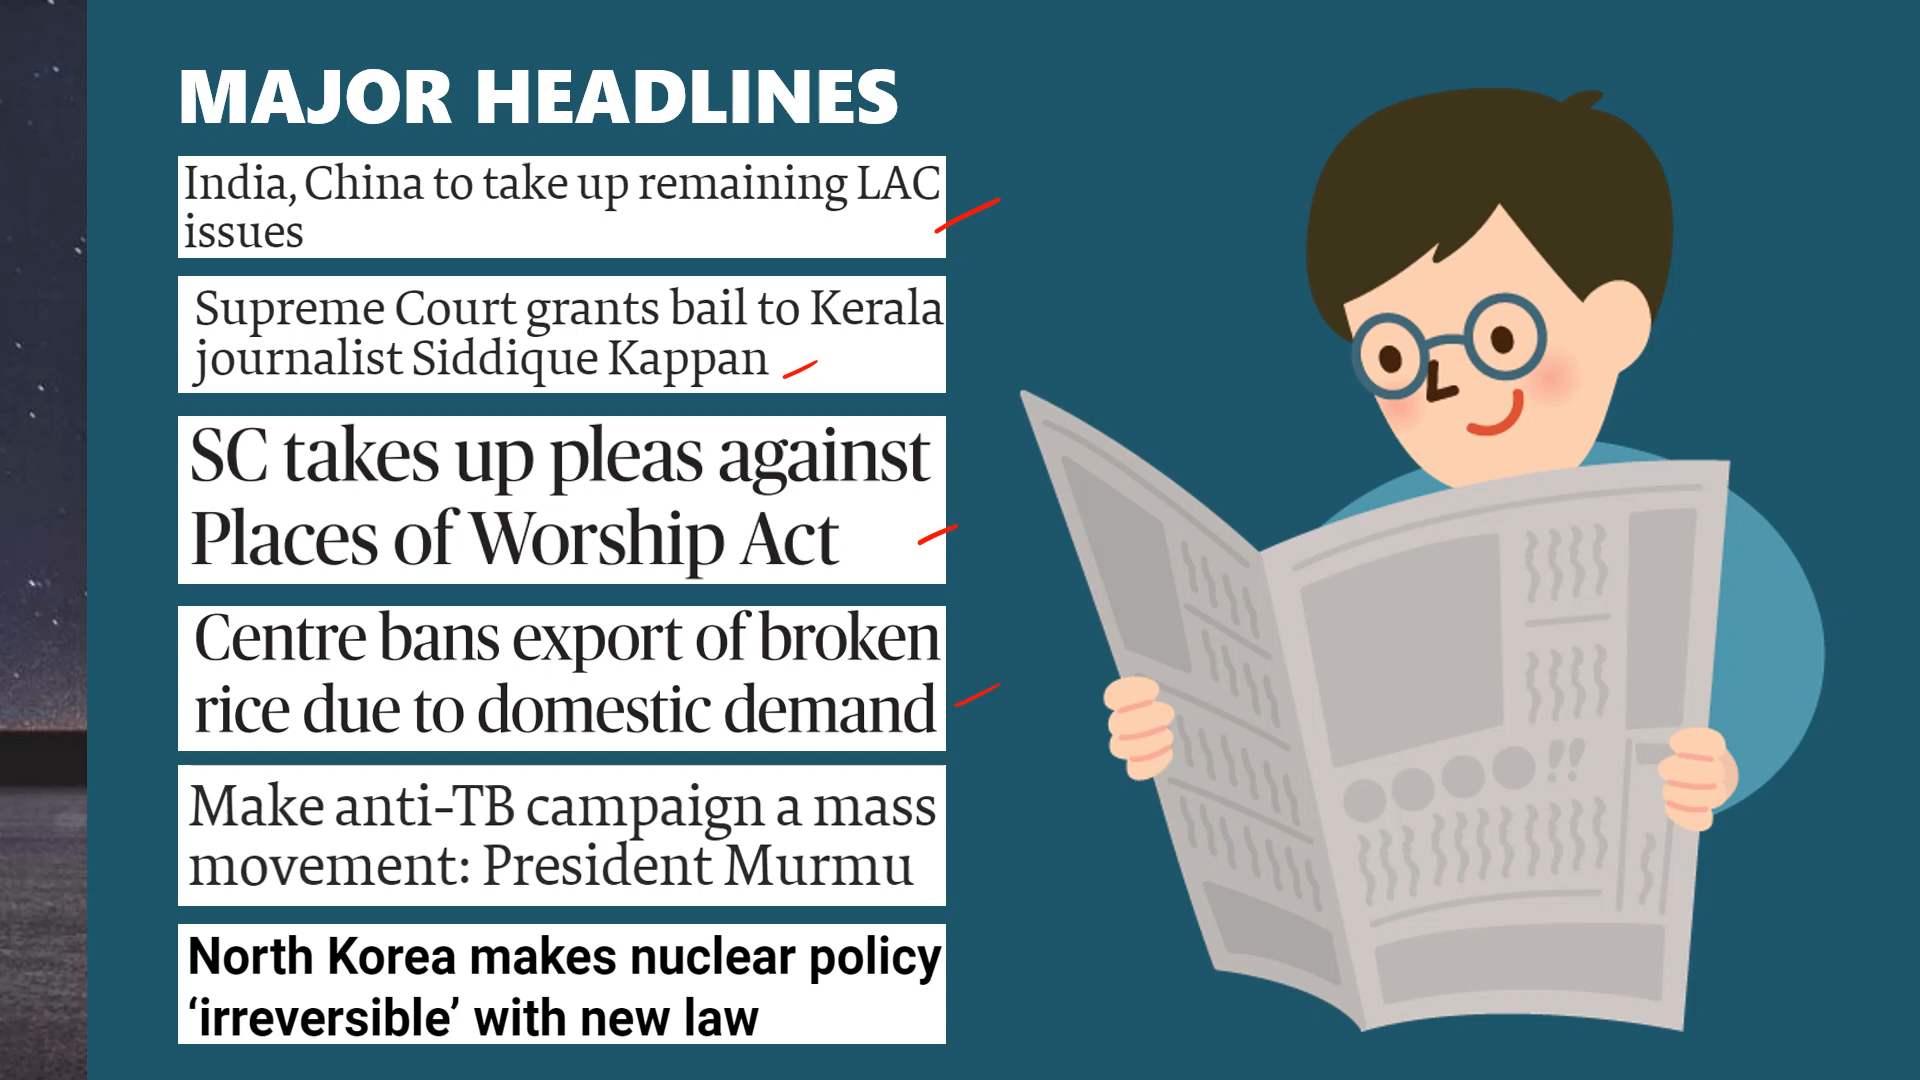 MAJOR HEADLINES
India, China to take up remaining LAC
issues
Supreme Court grants bail to Kerala
journalist Siddique Kappan
SC takes up pleas against
Places of Worship Act
Centre bans export of broken
rice due to domestic demand
Make anti-TB campaign a mass
movement: President Murmu
North Korea makes nuclear policy
‘irreversible’ with new law